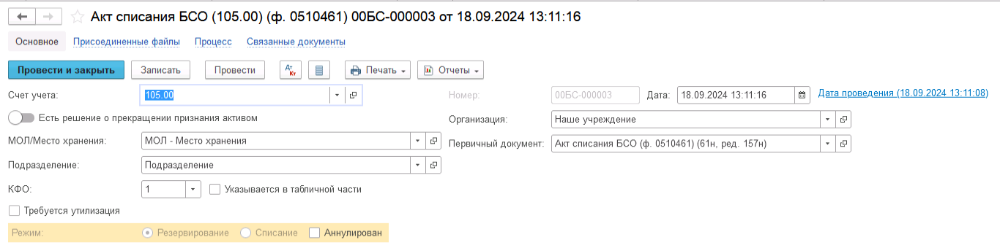 Акт списания БСО (105.00) (ф. 0510461) 00БС-000003 от 18.09.2024 13:11:16
Основное Присоединенные файлы Процесс Связанные документы
Провести и закрыть Записать Провести Дт Кт Печать Отчеты
Счет учета: 105.00 Номер: 00БС-000003 Дата: 18.09.2024 13:11:16 Дата проведения (18.09.2024 13:11:08)
Есть решение о прекращении признания активом Организация: Наше учреждение
МОЛ/Место хранения: МОЛ - Место хранения Первичный документ: Акт списания БСО (ф. 0510461) (61н, ред. 157н)
Подразделение: Подразделение
КФО: 1 Указывается в табличной части
Требуется утилизация
Режим: Резервирование Списание Аннулирован